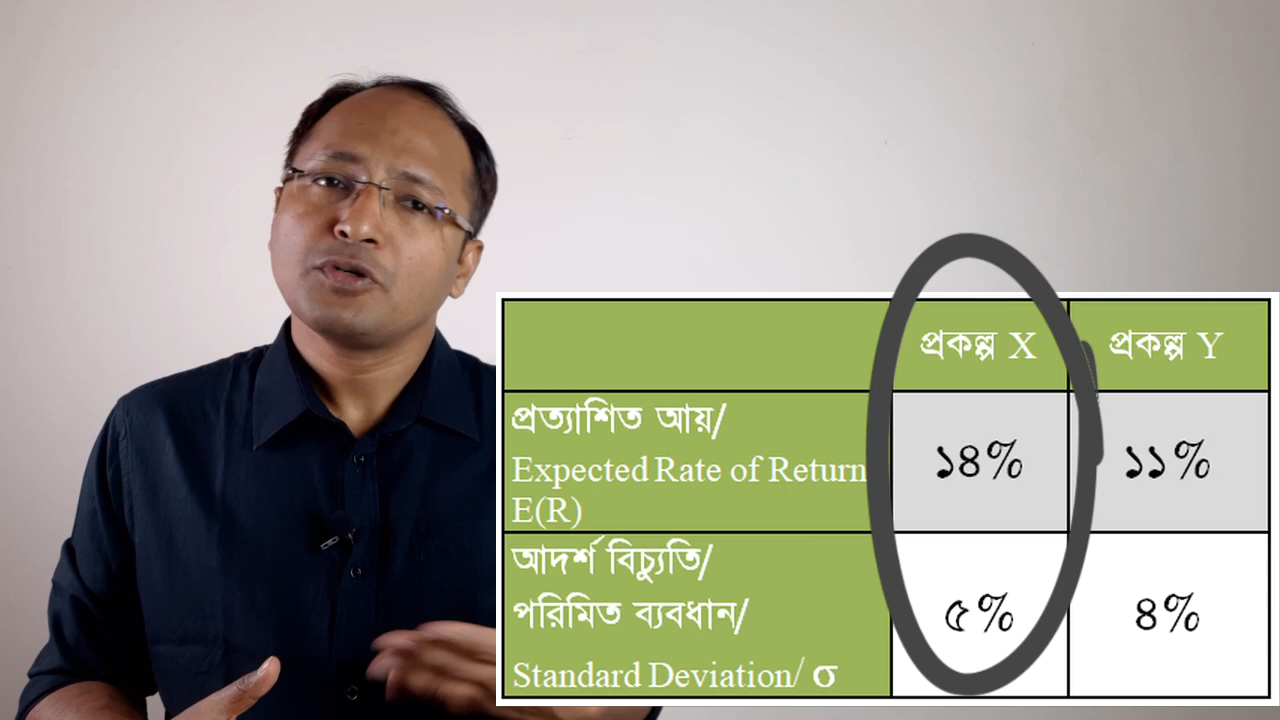 প্রকল্প X
প্রকল্প Y
প্রত্যাশিত আয়/
Expected Rate of Return
E(R)
১৪%
১১%
আদর্শ বিচ্যুতি/
পরিমিত ব্যবধান/
Standard Deviation/ σ
৫%
৪%